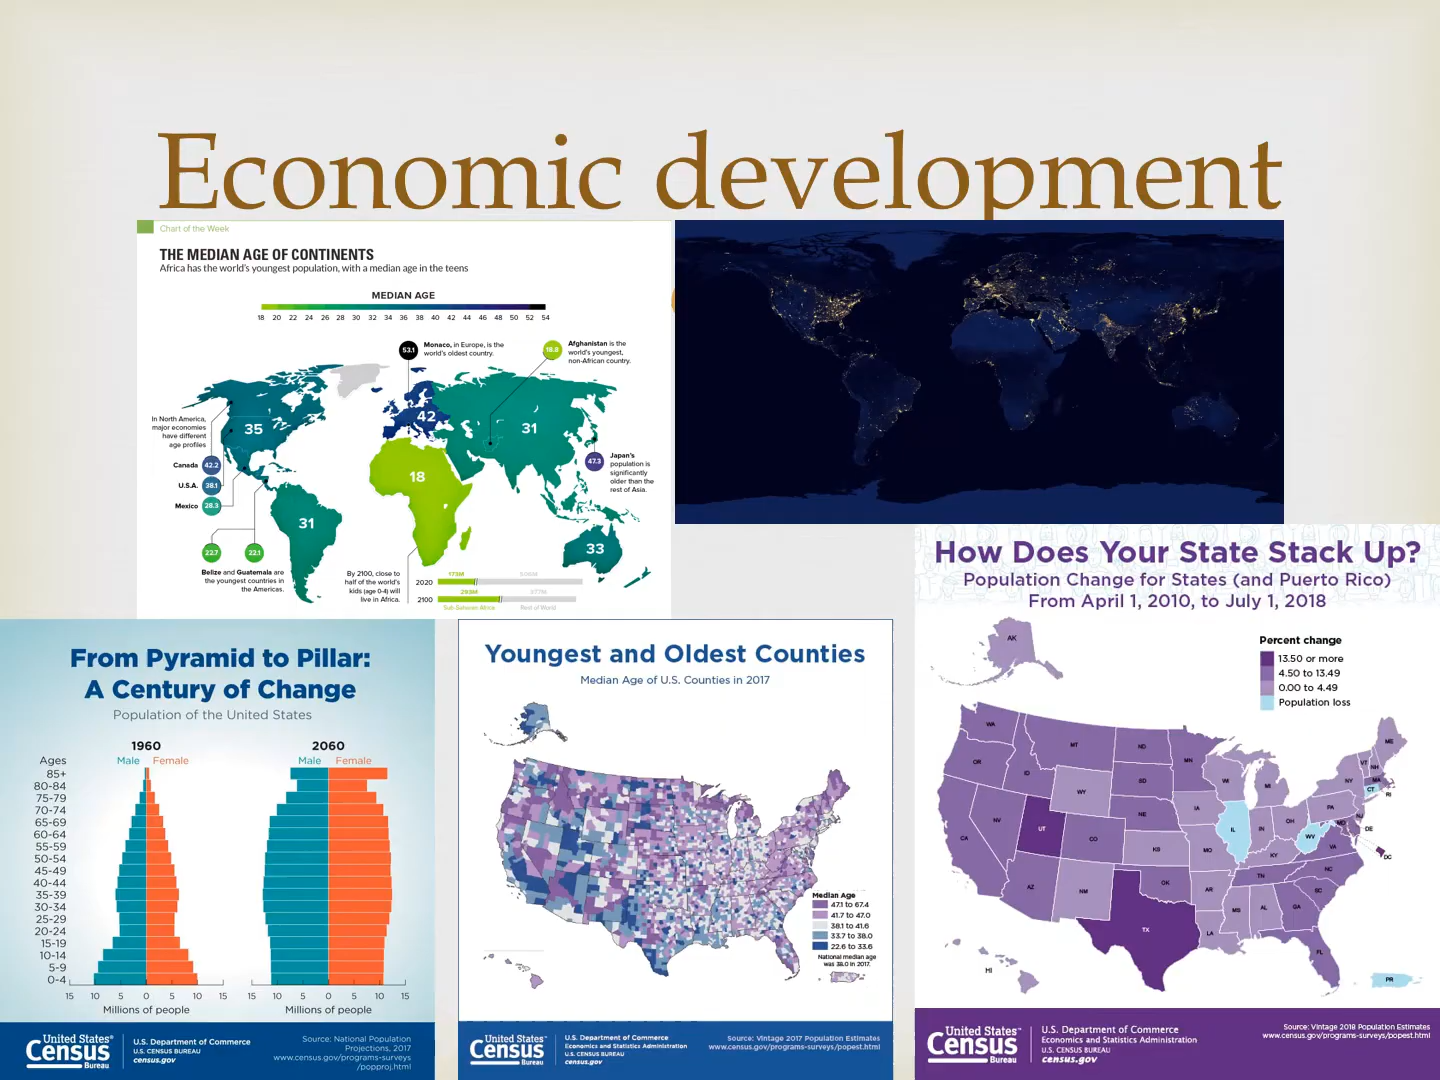 Economic development
Chart of the Week
THE MEDIAN AGE OF CONTINENTS
Africa has the world's youngest population, with a median age in the teens
MEDIAN AGE
18 20 22 24 26 28 30 32 34 36 38 40 42 44 46 48 50 52 54
53.1
Monaco, in Europe, is the
world's oldest country.
18.8
Afghanistan is the
world's youngest,
non-African country.
In North America,
major economies
have different
age profiles
Canada 42.2
U.S.A. 38.1
Mexico 28.3
35
42
31
18
31
33
47.3
Japan's
population is
significantly
older than the
rest of Asia.
22.7
22.1
Belize and Guatemala are
the youngest countries in
the Americas.
By 2100, close to
half of the world's
kids (age 0-4) will
live in Africa.
2020
173M
2100
Sub-Saharan Africa
Rest of World
From Pyramid to Pillar:
A Century of Change
Population of the United States
1960
Male Female
2060
Male Female
Ages
85+
80-84
75-79
70-74
65-69
60-64
55-59
50-54
45-49
40-44
35-39
30-34
25-29
20-24
15-19
10-14
5-9
0-4
15 10 5 0 5 10 15
Millions of people
15 10 5 0 5 10 15
Millions of people
United States®
Census
Bureau
U.S. Department of Commerce
U.S. CENSUS BUREAU
census.gov
Source: National Population
Projections, 2017
www.census.gov/programs-surveys
/popproj.html
Youngest and Oldest Counties
Median Age of U.S. Counties in 2017
Median Age
47.1 to 67.4
41.7 to 47.0
38.1 to 41.6
33.7 to 38.0
22.6 to 33.6
National median age
was 38.0 in 2017.
United States®
Census
Bureau
U.S. Department of Commerce
Economics and Statistics Administration
U.S. CENSUS BUREAU
census.gov
Source: Vintage 2017 Population Estimates
www.census.gov/programs-surveys/popest.html
How Does Your State Stack Up?
Population Change for States (and Puerto Rico)
From April 1, 2010, to July 1, 2018
Percent change
13.50 or more
4.50 to 13.49
0.00 to 4.49
Population loss
AK
WA
MT
ND
MN
ME
VT
NH
OR
ID
SD
WI
MI
NY
MA
CT
RI
WY
NE
IA
PA
NJ
NV
UT
CO
KS
MO
IL
IN
OH
WV
MD
DE
DC
VA
KY
CA
AZ
NM
OK
AR
TN
NC
SC
TX
LA
MS
AL
GA
FL
HI
PR
United States™
Census
Bureau
U.S. Department of Commerce
Economics and Statistics Administration
U.S. CENSUS BUREAU
census.gov
Source: Vintage 2018 Population Estimates
www.census.gov/programs-surveys/popest.html